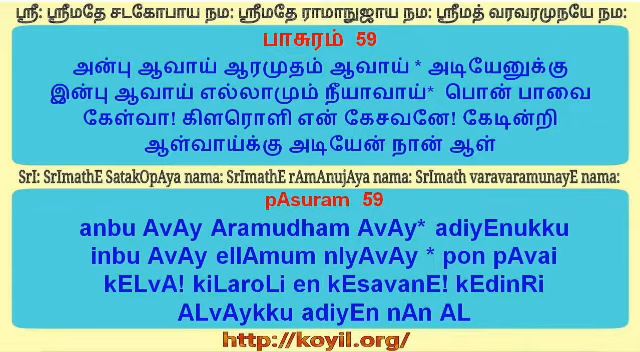 ஸ்ரீ: ஸ்ரீமதே சடகோபாய நம: ஸ்ரீமதே ராமாநுஜாய நம: ஸ்ரீமத் வரவரமுநயே நம:
பாசுரம் 59
அன்பு ஆவாய் ஆரமுதம் ஆவாய் * அடியேனுக்கு
இன்பு ஆவாய் எல்லாமும் நீயாவாய்* பொன் பாவை
கேள்வா! கிளரொளி என் கேசவனே! கேடின்றி
ஆள்வாய்க்கு அடியேன் நான் ஆள்
SrI: SrImathE SatakOpAya nama: SrImathE rAmAnujAya nama: SrImath varavaramunayE nama:
pAsuram 59
anbu AvAy Aramudham AvAy* adiyEnukku
inbu AvAy ellAmum nIyAvAy * pon pAvai
kELvA! kiLaroLi en kEsavanE! kEdinRi
ALvAykku adiyEn nAn AL
http://koyil.org/